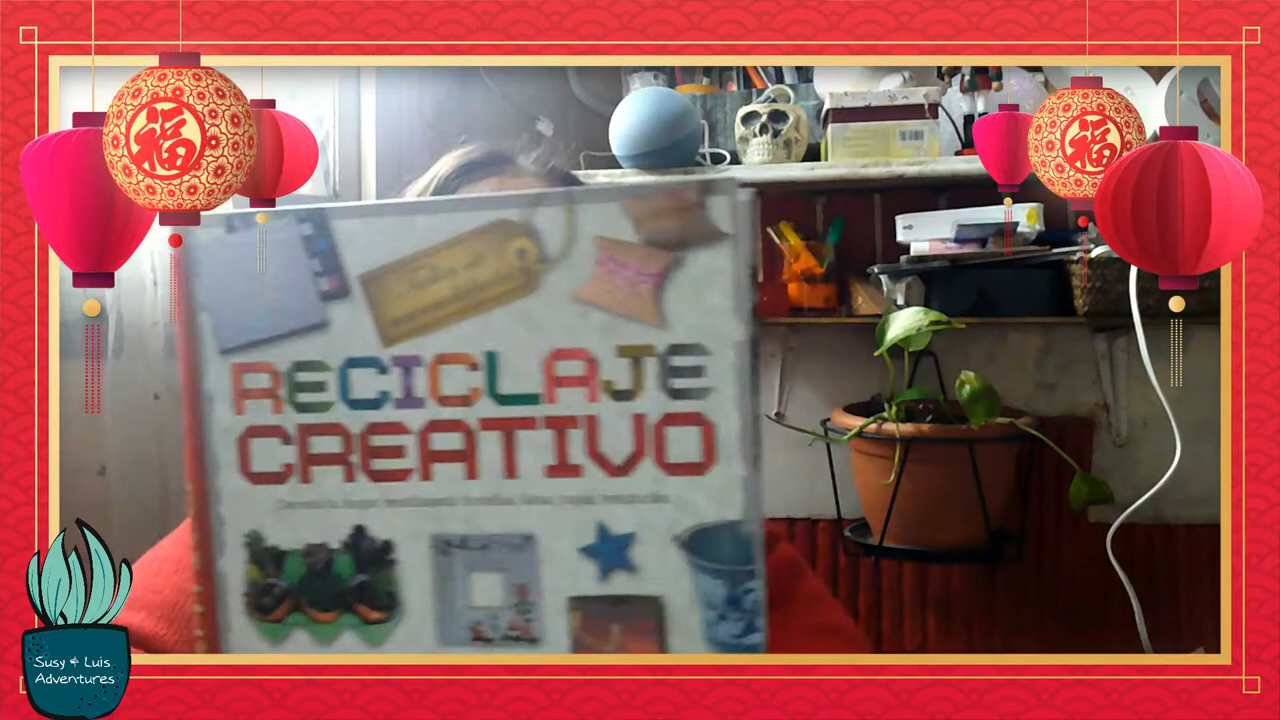 福
福
RECICLAJE
CREATIVO
Susy & Luis
Adventures